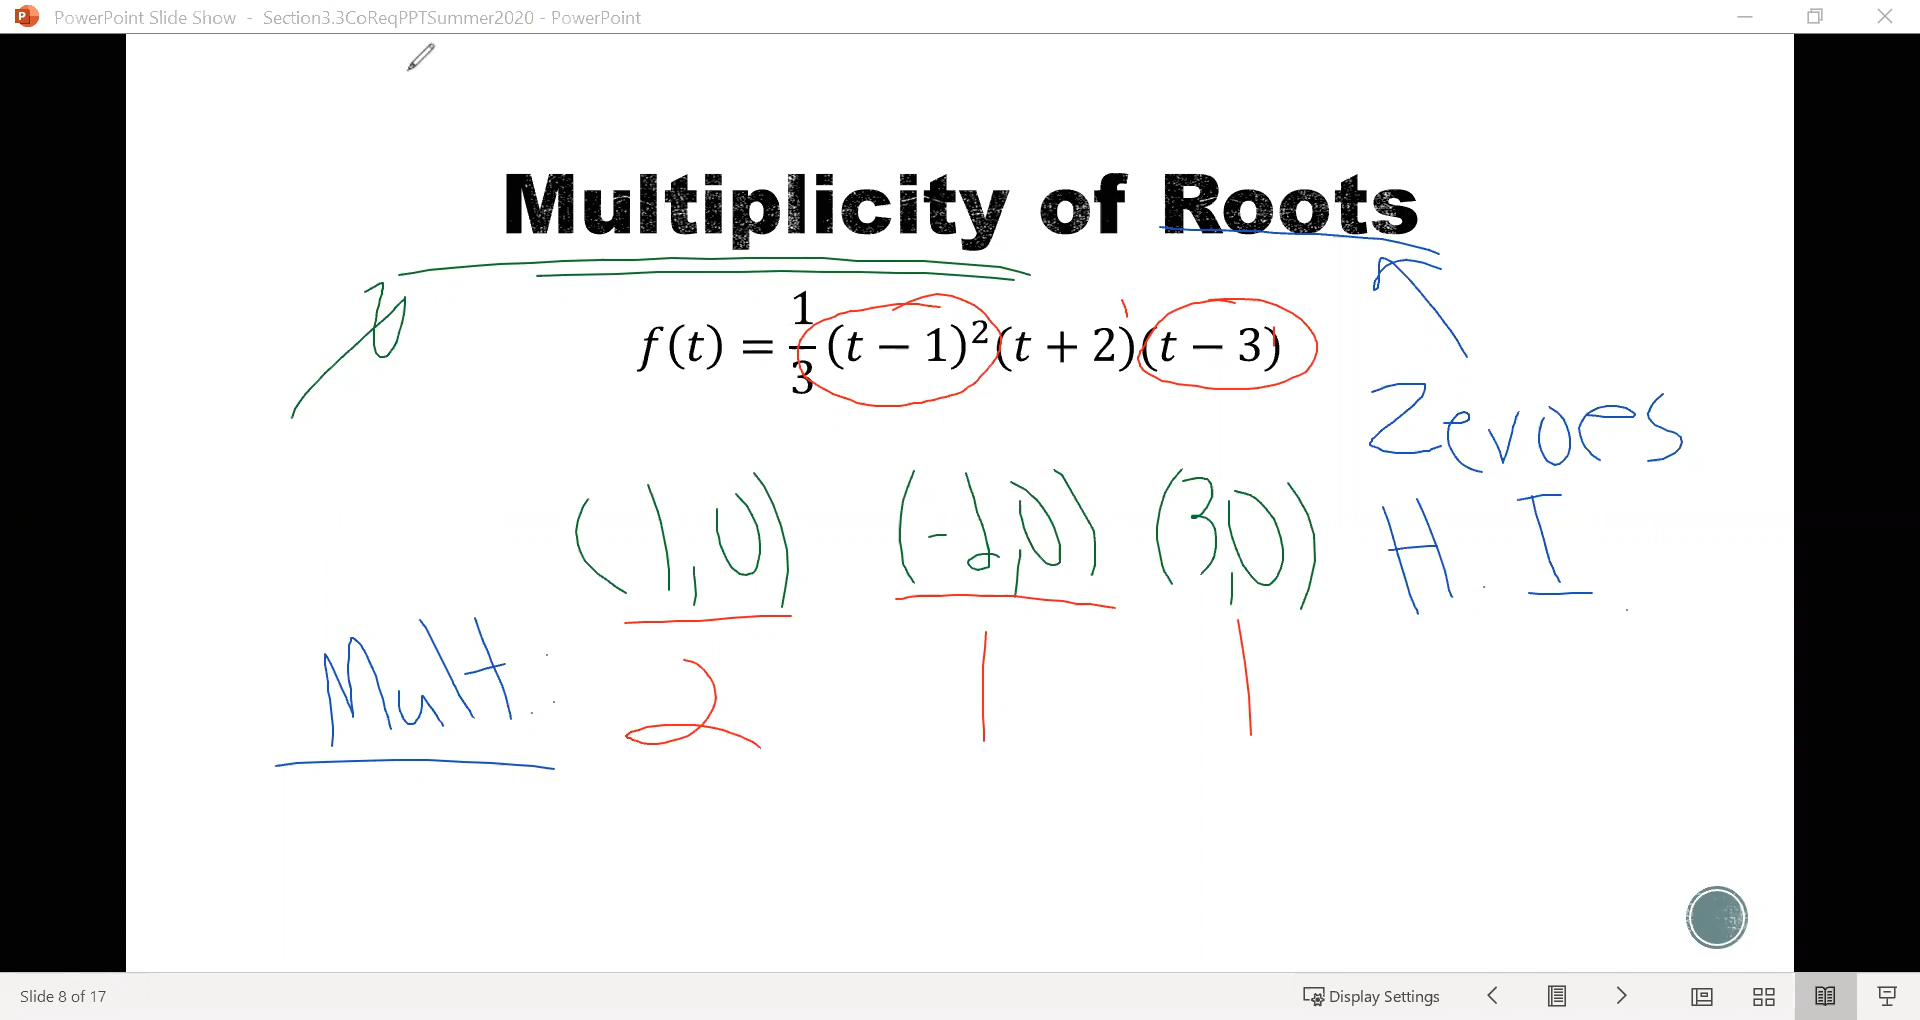 PowerPoint Slide Show - Section3.3CoReqPPTSummer2020 - PowerPoint
Multiplicity of Roots
f(t) = 1/3 (t − 1)²(t + 2)(t − 3)
Zeroes
(1,0) (-2,0) (3,0) H. I.
Mult: 2 1 1
Slide 8 of 17 Display Settings